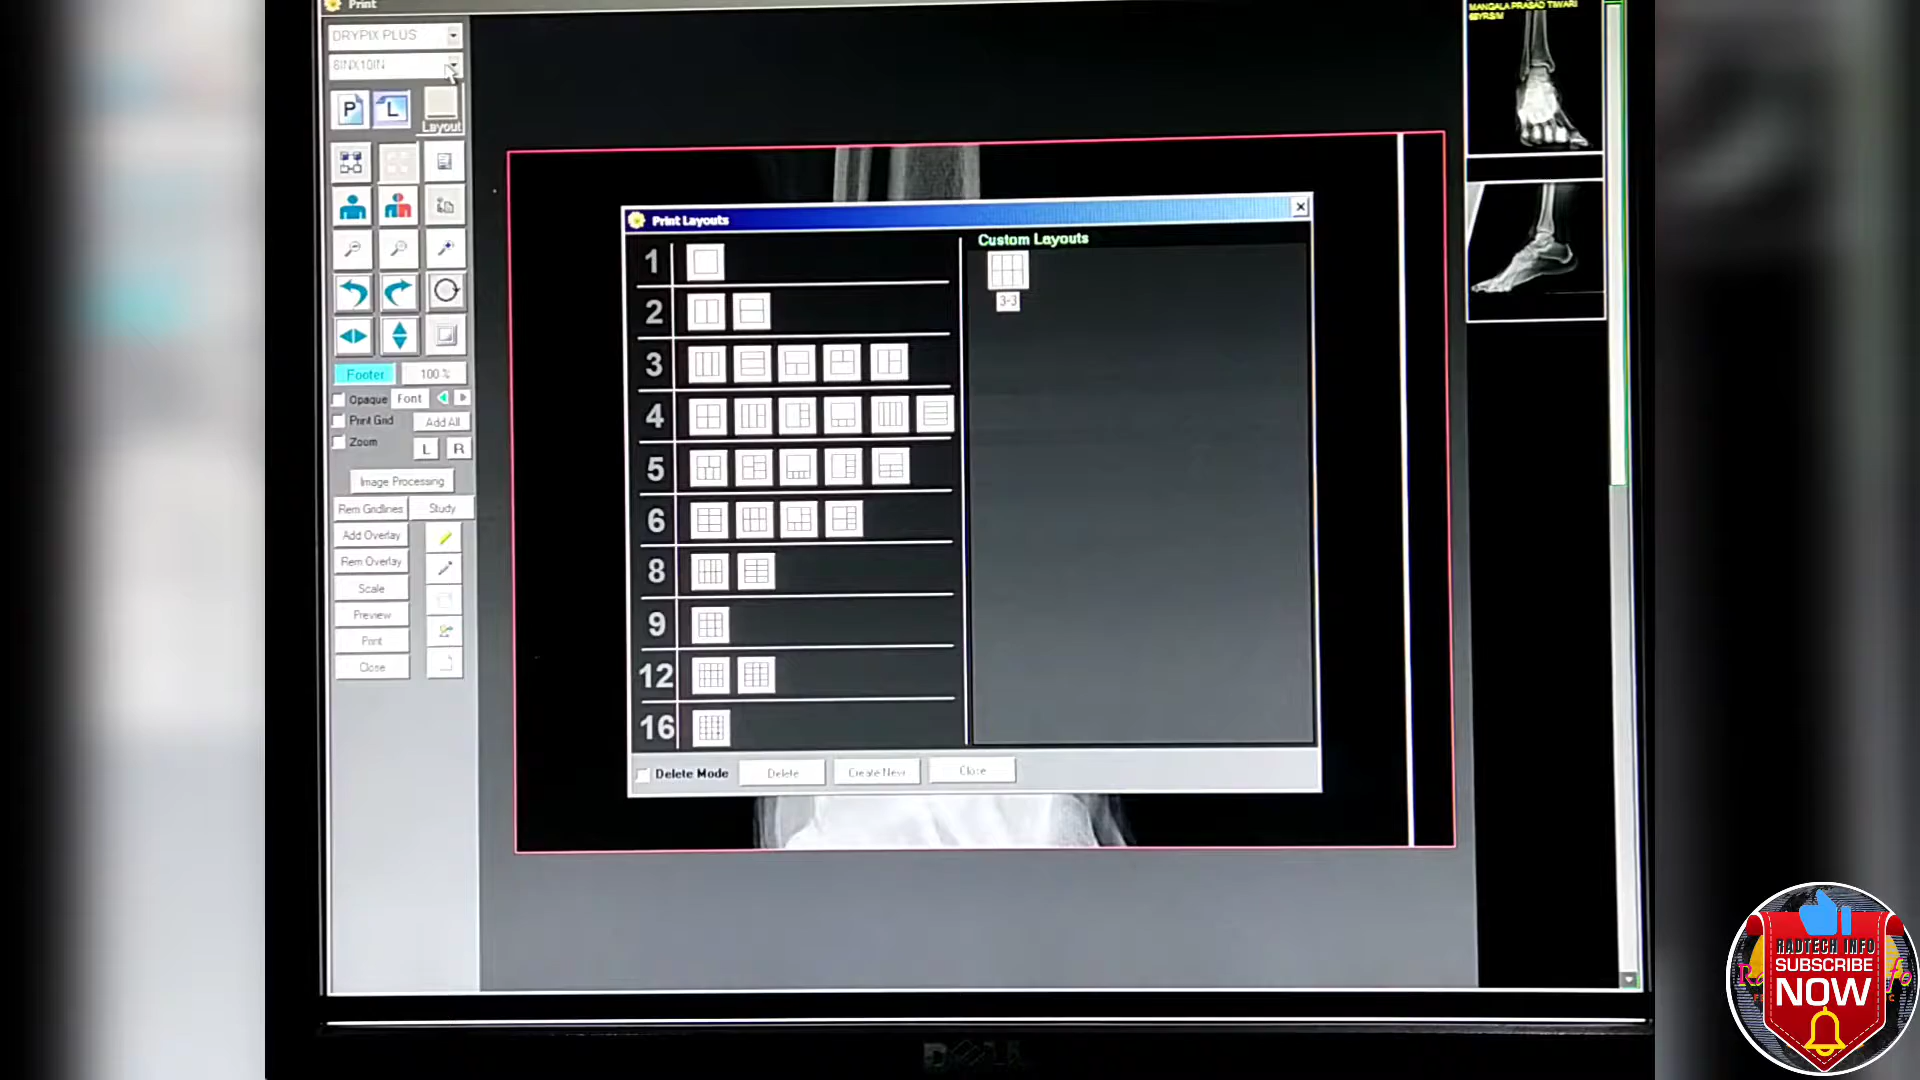 Print
DRYPIX PLUS
8INX10IN
P
L
Layout
Footer
100 %
Opaque
Font
Print Grid
Add All
Zoom
L
R
Image Processing
Rem Gridlines
Study
Add Overlay
Rem Overlay
Scale
Preview
Print
Close
Print Layouts
1
2
3
4
5
6
8
9
12
16
Custom Layouts
3-3
Delete Mode
Delete
Create New
Close
MANGALA PRASAD TIWARI
DELL
RADTECH INFO
SUBSCRIBE
NOW